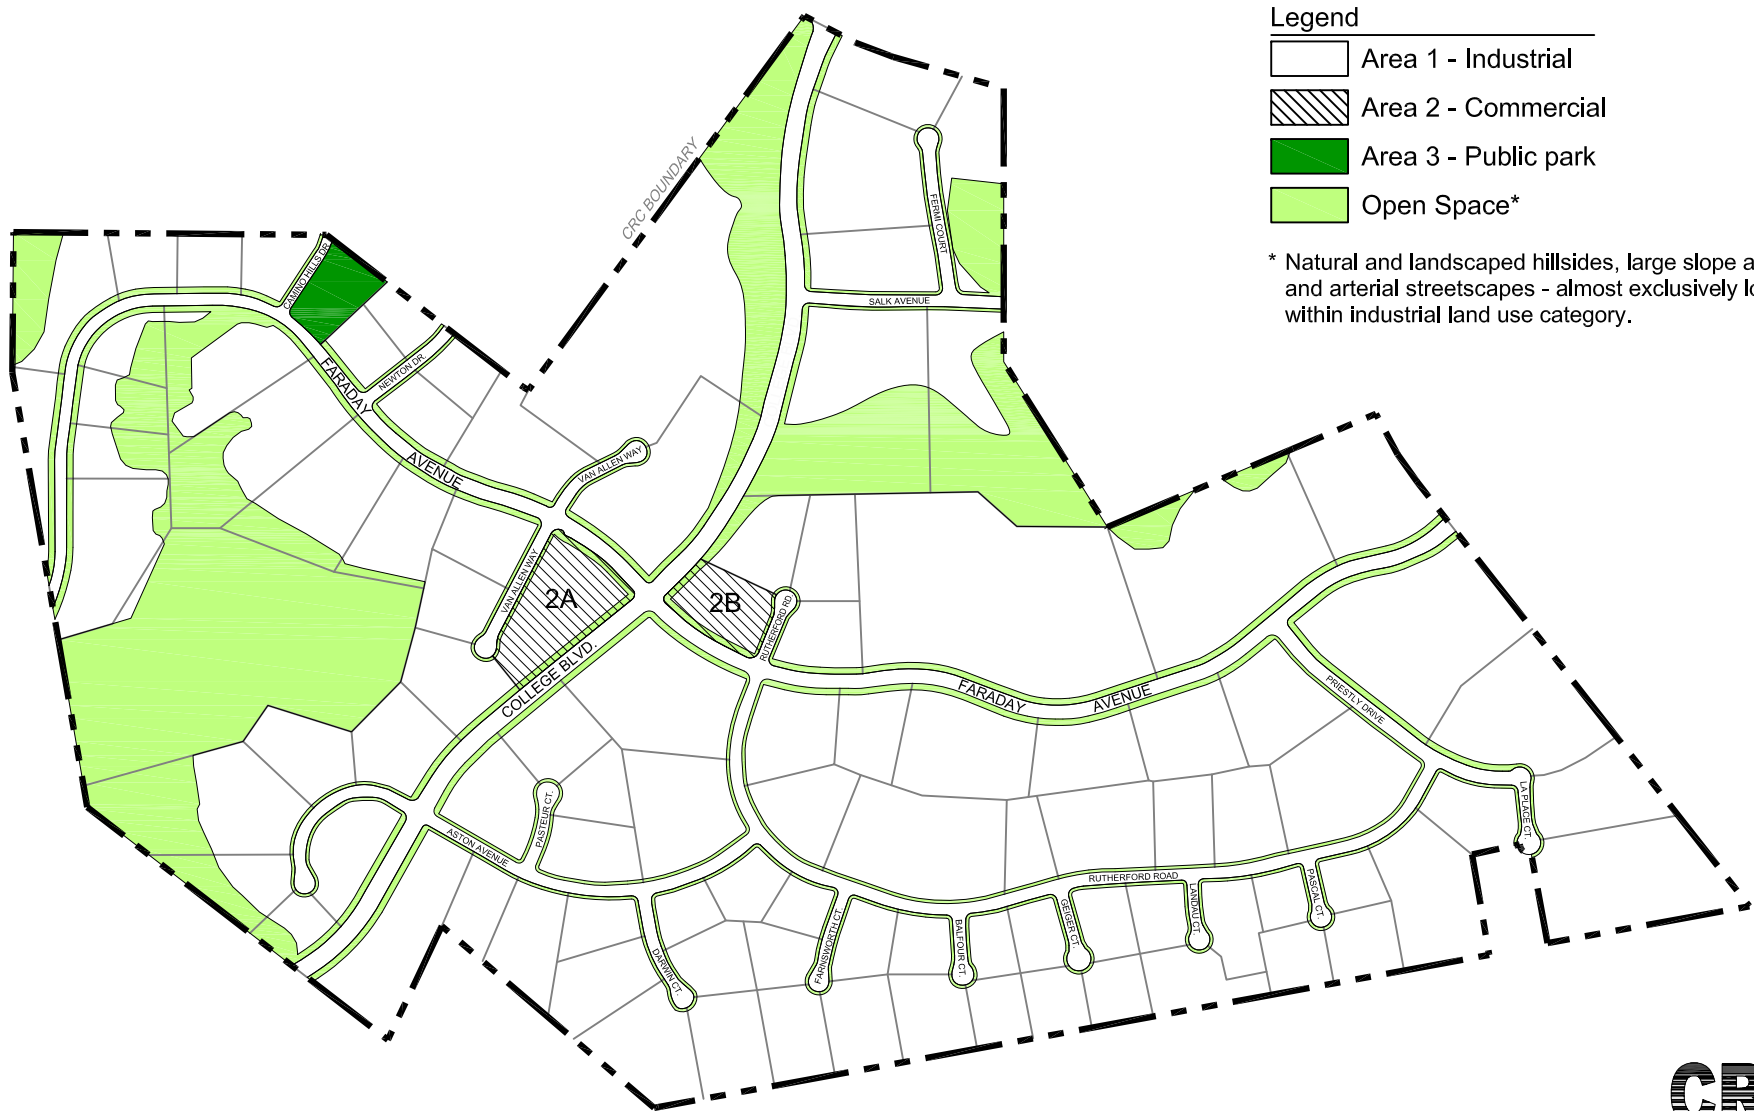 Legend
Area 1 - Industrial
Area 2 - Commercial
Area 3 - Public park
Open Space*
* Natural and landscaped hillsides, large slope a
and arterial streetscapes - almost exclusively lo
within industrial land use category.
CRC BOUNDARY
FERMI COURT
SALK AVENUE
CAMINO HILLS DR.
NEWTON DR.
FARADAY
AVENUE
VAN ALLEN WAY
VAN ALLEN WAY
2A
2B
RUTHERFORD RD.
COLLEGE BLVD.
FARADAY
AVENUE
PRIESTLY DRIVE
LA PLACE CT.
PASTEUR CT.
ASTON AVENUE
RUTHERFORD ROAD
DARWIN CT.
FARNSWORTH CT.
BALFOUR CT.
GEIGER CT.
LANDAU CT.
PASCAL CT.
CR